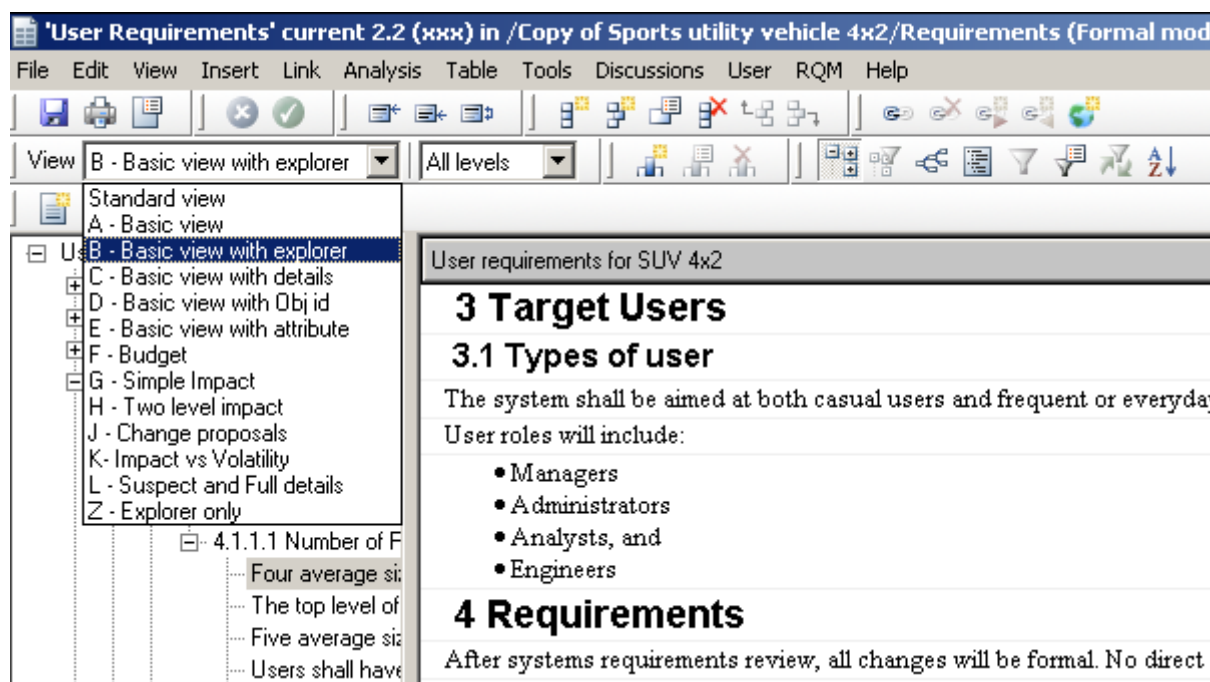 'User Requirements' current 2.2 (xxx) in /Copy of Sports utility vehicle 4x2/Requirements (Formal mod
File Edit View Insert Link Analysis Table Tools Discussions User RQM Help
View B - Basic view with explorer All levels
Standard view
A - Basic view
B - Basic view with explorer
C - Basic view with details
D - Basic view with Obj id
E - Basic view with attribute
F - Budget
G - Simple Impact
H - Two level impact
J - Change proposals
K- Impact vs Volatility
L - Suspect and Full details
Z - Explorer only
4.1.1.1 Number of F
Four average si
The top level of
Five average siz
Users shall have
User requirements for SUV 4x2
3 Target Users
3.1 Types of user
The system shall be aimed at both casual users and frequent or everyday
User roles will include:
• Managers
• Administrators
• Analysts, and
• Engineers
4 Requirements
After systems requirements review, all changes will be formal. No direct